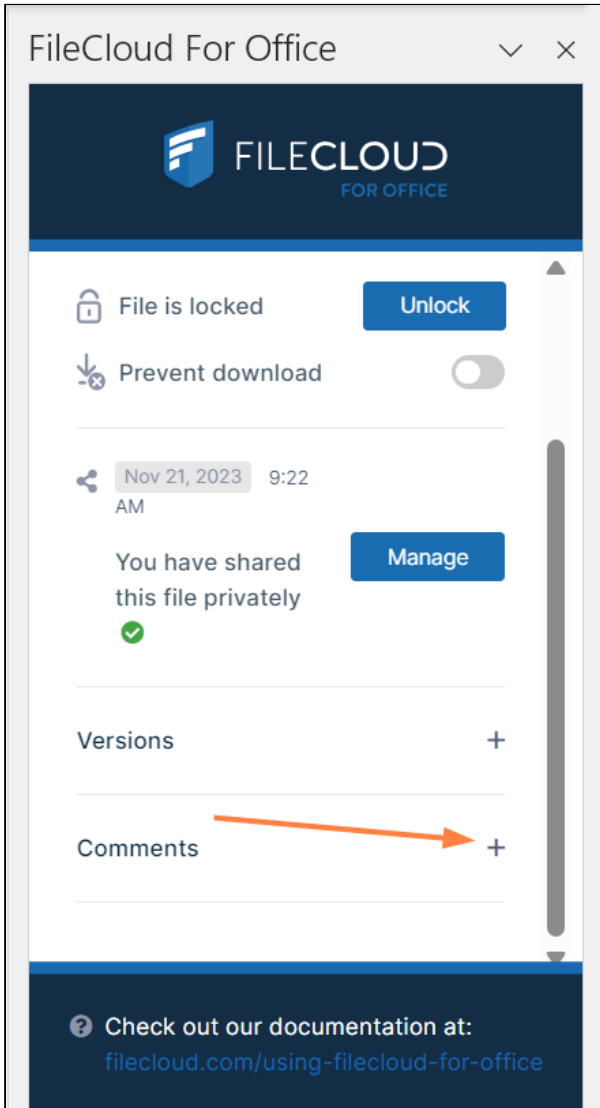 FileCloud For Office
FILECLOUD
FOR OFFICE
File is locked
Unlock
Prevent download
Nov 21, 2023 9:22
AM
You have shared
this file privately
Manage
Versions
Comments
Check out our documentation at:
filecloud.com/using-filecloud-for-office